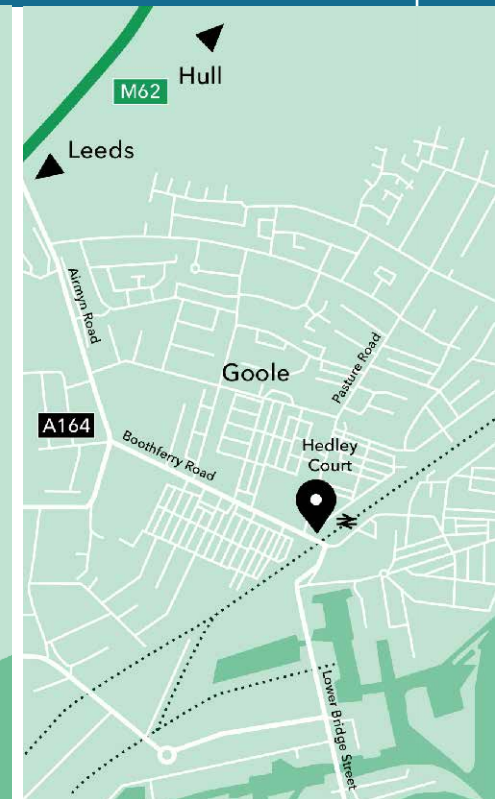 Hull
M62
Leeds
Airmyn Road
Pasture Road
Goole
A164
Boothferry Road
Hedley
Court
Lower Bridge Street